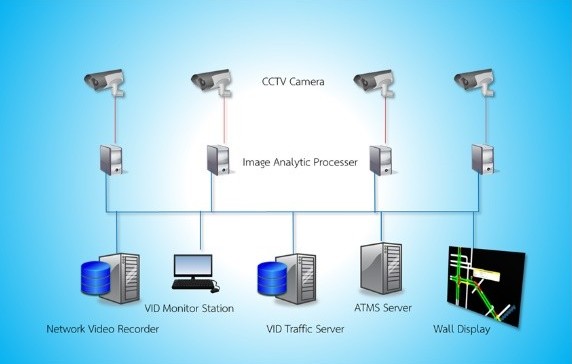 CCTV Camera
Image Analytic Processer
VID Monitor Station
ATMS Server
Network Video Recorder
VID Traffic Server
Wall Display